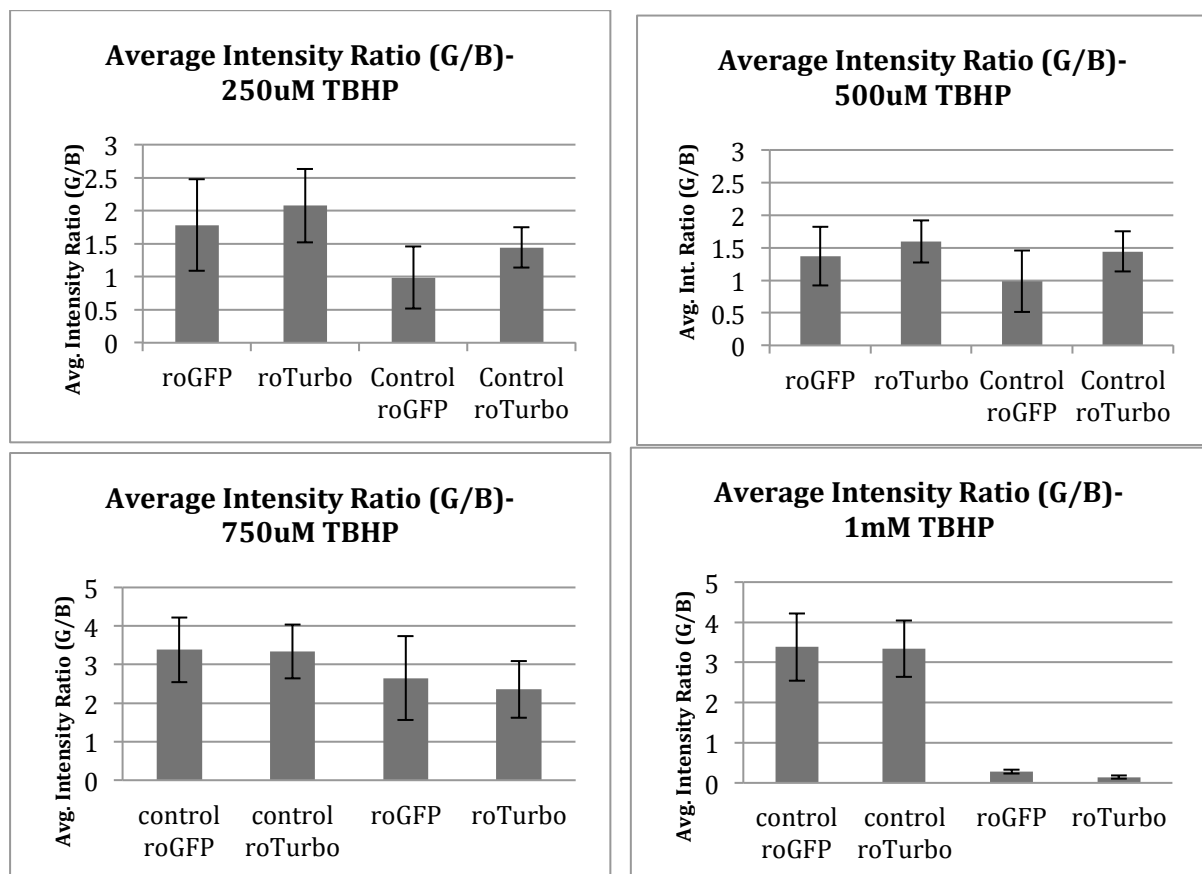 Average Intensity Ratio (G/B)-
250uM TBHP
Avg. Intensity Ratio (G/B)
3
2.5
2
1.5
1
0.5
0
roGFP roTurbo Control Control
roGFP roTurbo
Average Intensity Ratio (G/B)-
500uM TBHP
Avg. Int. Ratio (G/B)
3
2.5
2
1.5
1
0.5
0
roGFP roTurbo Control Control
roGFP roTurbo
Average Intensity Ratio (G/B)-
750uM TBHP
Avg. Intensity Ratio (G/B)
5
4
3
2
1
0
control control roGFP roTurbo
roGFP roTurbo
Average Intensity Ratio (G/B)-
1mM TBHP
Avg. Intensity Ratio (G/B)
5
4
3
2
1
0
control control roGFP roTurbo
roGFP roTurbo